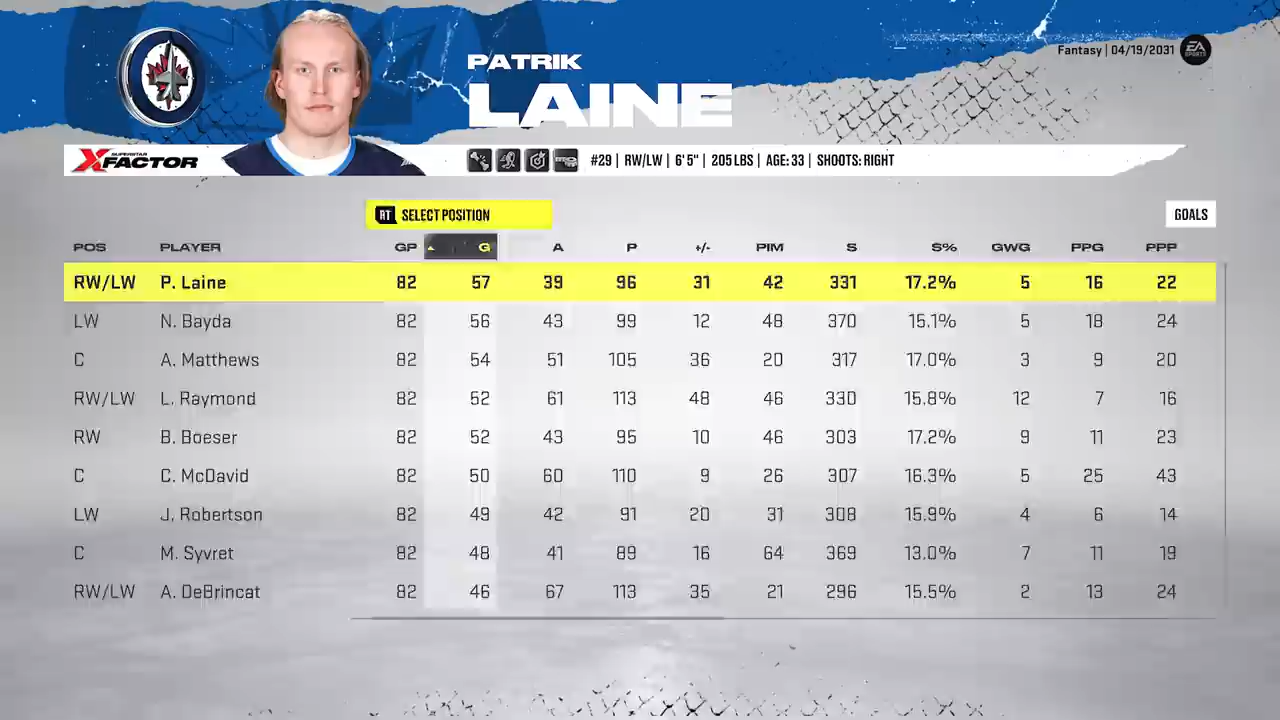 Fantasy | 04/19/2031
EA SPORTS
PATRIK
LAINE
SUPERSTAR
X FACTOR
#29 | RW/LW | 6'5" | 205 LBS | AGE: 33 | SHOOTS: RIGHT
RT SELECT POSITION
GOALS
POS PLAYER GP G A P +/- PIM S S% GWG PPG PPP
RW/LW P. Laine 82 57 39 96 31 42 331 17.2% 5 16 22
LW N. Bayda 82 56 43 99 12 48 370 15.1% 5 18 24
C A. Matthews 82 54 51 105 36 20 317 17.0% 3 9 20
RW/LW L. Raymond 82 52 61 113 48 46 330 15.8% 12 7 16
RW B. Boeser 82 52 43 95 10 46 303 17.2% 9 11 23
C C. McDavid 82 50 60 110 9 26 307 16.3% 5 25 43
LW J. Robertson 82 49 42 91 20 31 308 15.9% 4 6 14
C M. Syvret 82 48 41 89 16 64 369 13.0% 7 11 19
RW/LW A. DeBrincat 82 46 67 113 35 21 296 15.5% 2 13 24